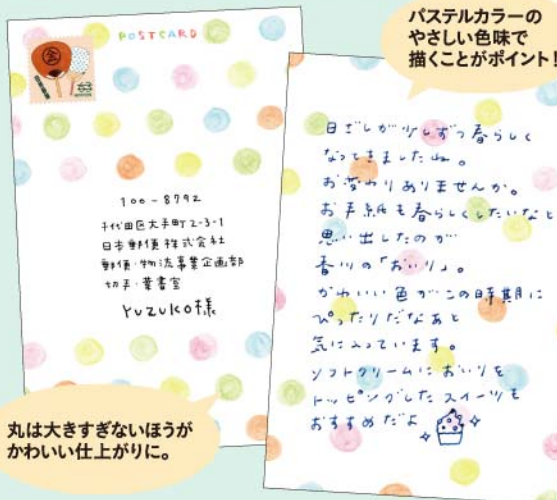 POSTCARD
100-8792
千代田区大手町2-3-1
日本郵便株式会社
郵便・物流事業企画部
切手・葉書室
Yuzuko様
丸は大きすぎないほうが
かわいい仕上がりに。
パステルカラーの
やさしい色味で
描くことがポイント!
日ざしが少しずつ春らしく
なってきましたね。
お変わりありませんか。
お手紙も春らしくしたいなと
思い出したのが
香川の「おいり」。
かわいい色がこの時期に
ぴったりだなあと
気に入っています。
ソフトクリームにおいりを
トッピングしたスイーツも
おすすめだよ